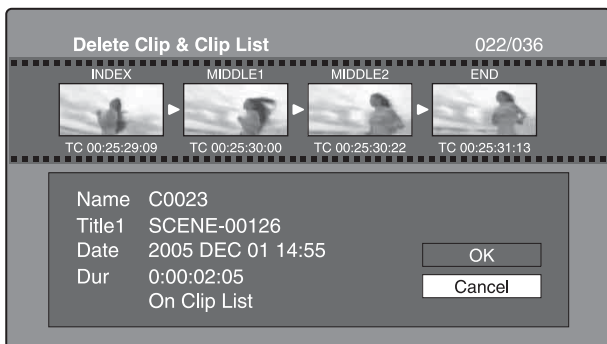 Delete Clip & Clip List 022/036
INDEX MIDDLE1 MIDDLE2 END
TC 00:25:29:09 TC 00:25:30:00 TC 00:25:30:22 TC 00:25:31:13
Name C0023
Title1 SCENE-00126
Date 2005 DEC 01 14:55
Dur 0:00:02:05
On Clip List
OK
Cancel